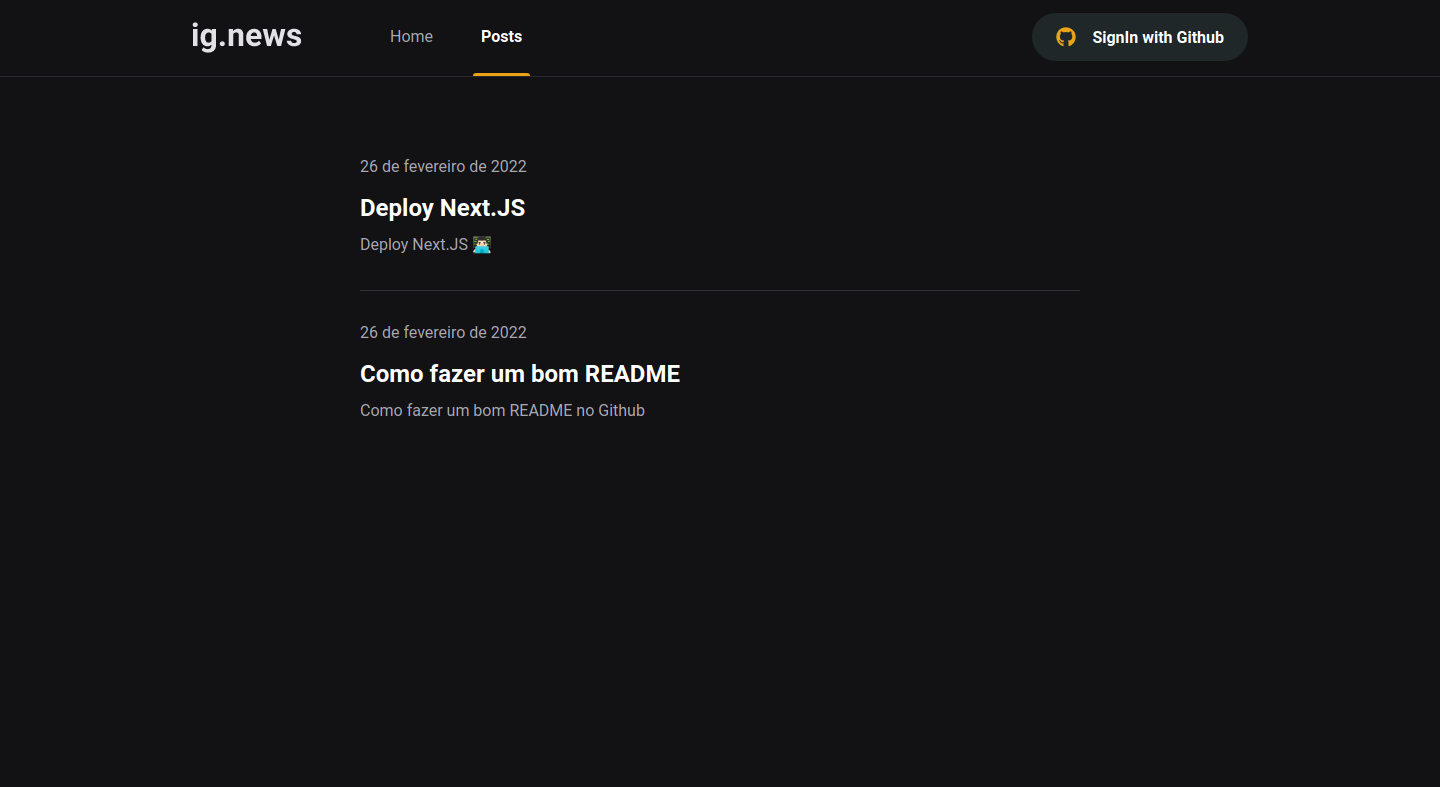 ig.news
Home
Posts
SignIn with Github
26 de fevereiro de 2022
Deploy Next.JS
Deploy Next.JS 👨🏻‍💻
26 de fevereiro de 2022
Como fazer um bom README
Como fazer um bom README no Github